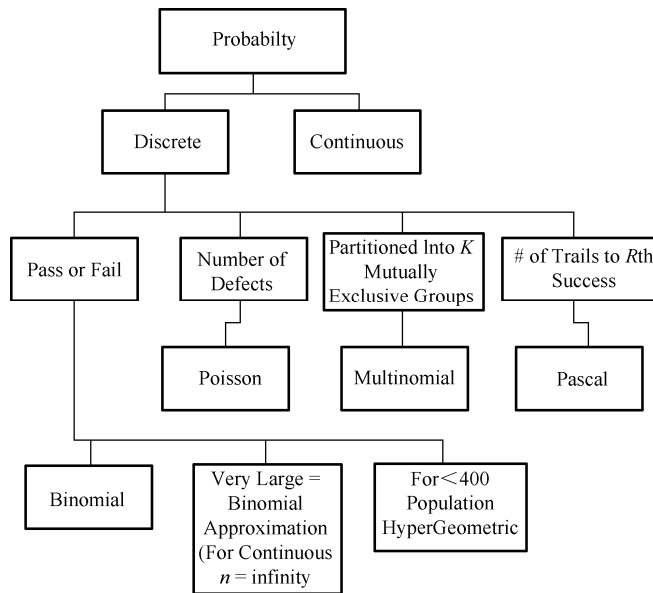 Probabilty
Discrete
Continuous
Pass or Fail
Number of
Defects
Partitioned Into K
Mutually
Exclusive Groups
# of Trails to Rth
Success
Poisson
Multinomial
Pascal
Binomial
Very Large =
Binomial
Approximation
(For Continuous
n = infinity
For<400
Population
HyperGeometric